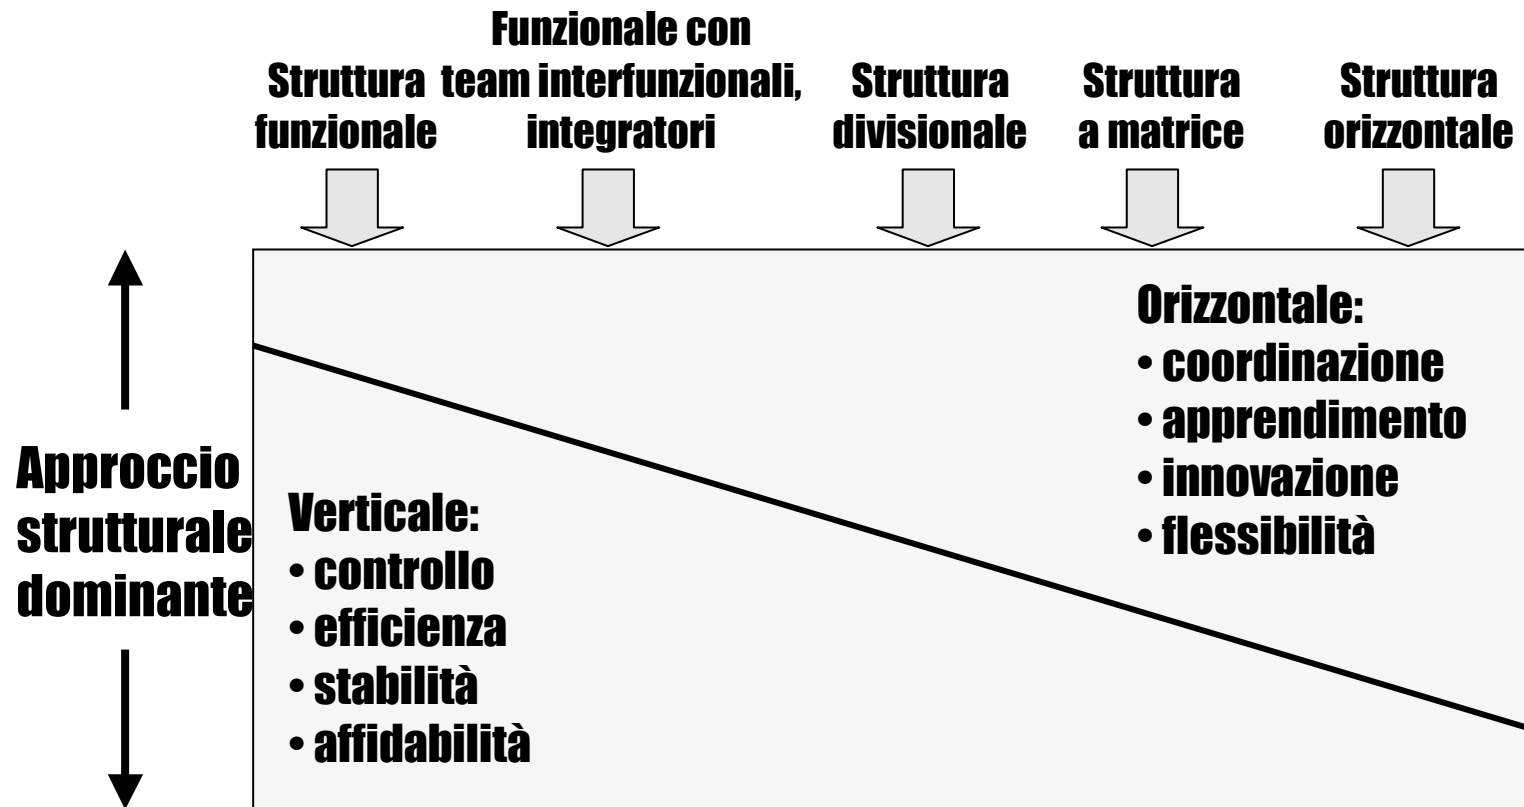 Struttura
funzionale
Funzionale con
team interfunzionali,
integratori
Struttura
divisionale
Struttura
a matrice
Struttura
orizzontale
Approccio
strutturale
dominante
Verticale:
• controllo
• efficienza
• stabilità
• affidabilità
Orizzontale:
• coordinazione
• apprendimento
• innovazione
• flessibilità